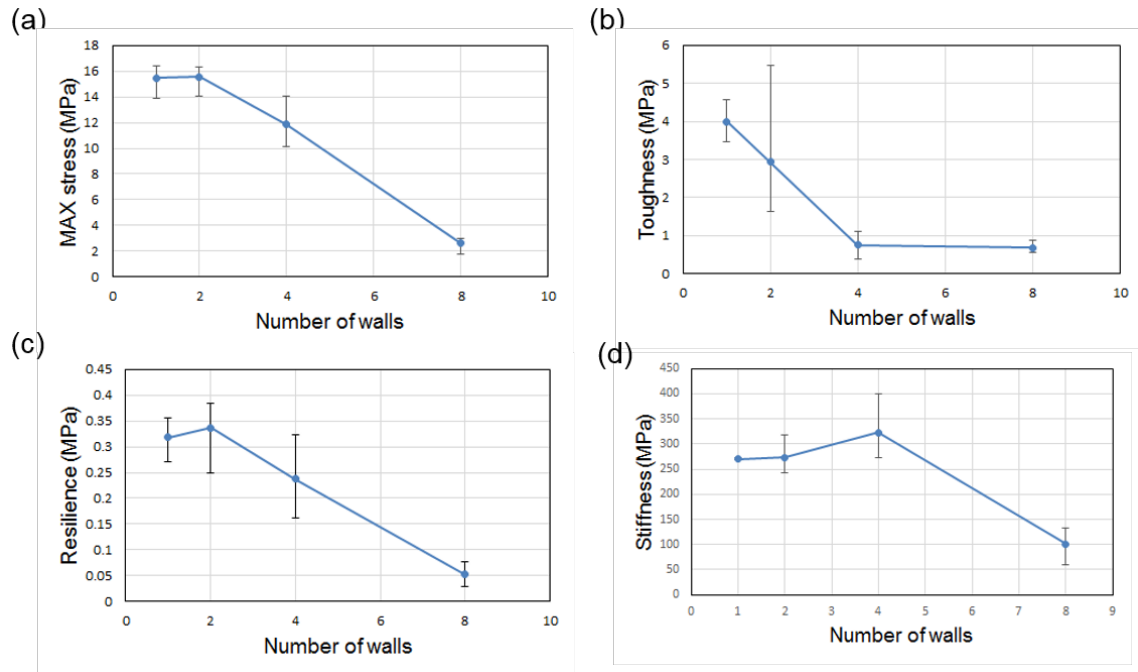 (a)
MAX stress (MPa)
18
16
14
12
10
8
6
4
2
0
0 2 4 6 8 10
Number of walls
(b)
Toughness (MPa)
6
5
4
3
2
1
0
0 2 4 6 8 10
Number of walls
(c)
Resilience (MPa)
0.45
0.4
0.35
0.3
0.25
0.2
0.15
0.1
0.05
0
0 2 4 6 8 10
Number of walls
(d)
Stiffness (MPa)
450
400
350
300
250
200
150
100
50
0
0 1 2 3 4 5 6 7 8 9
Number of walls